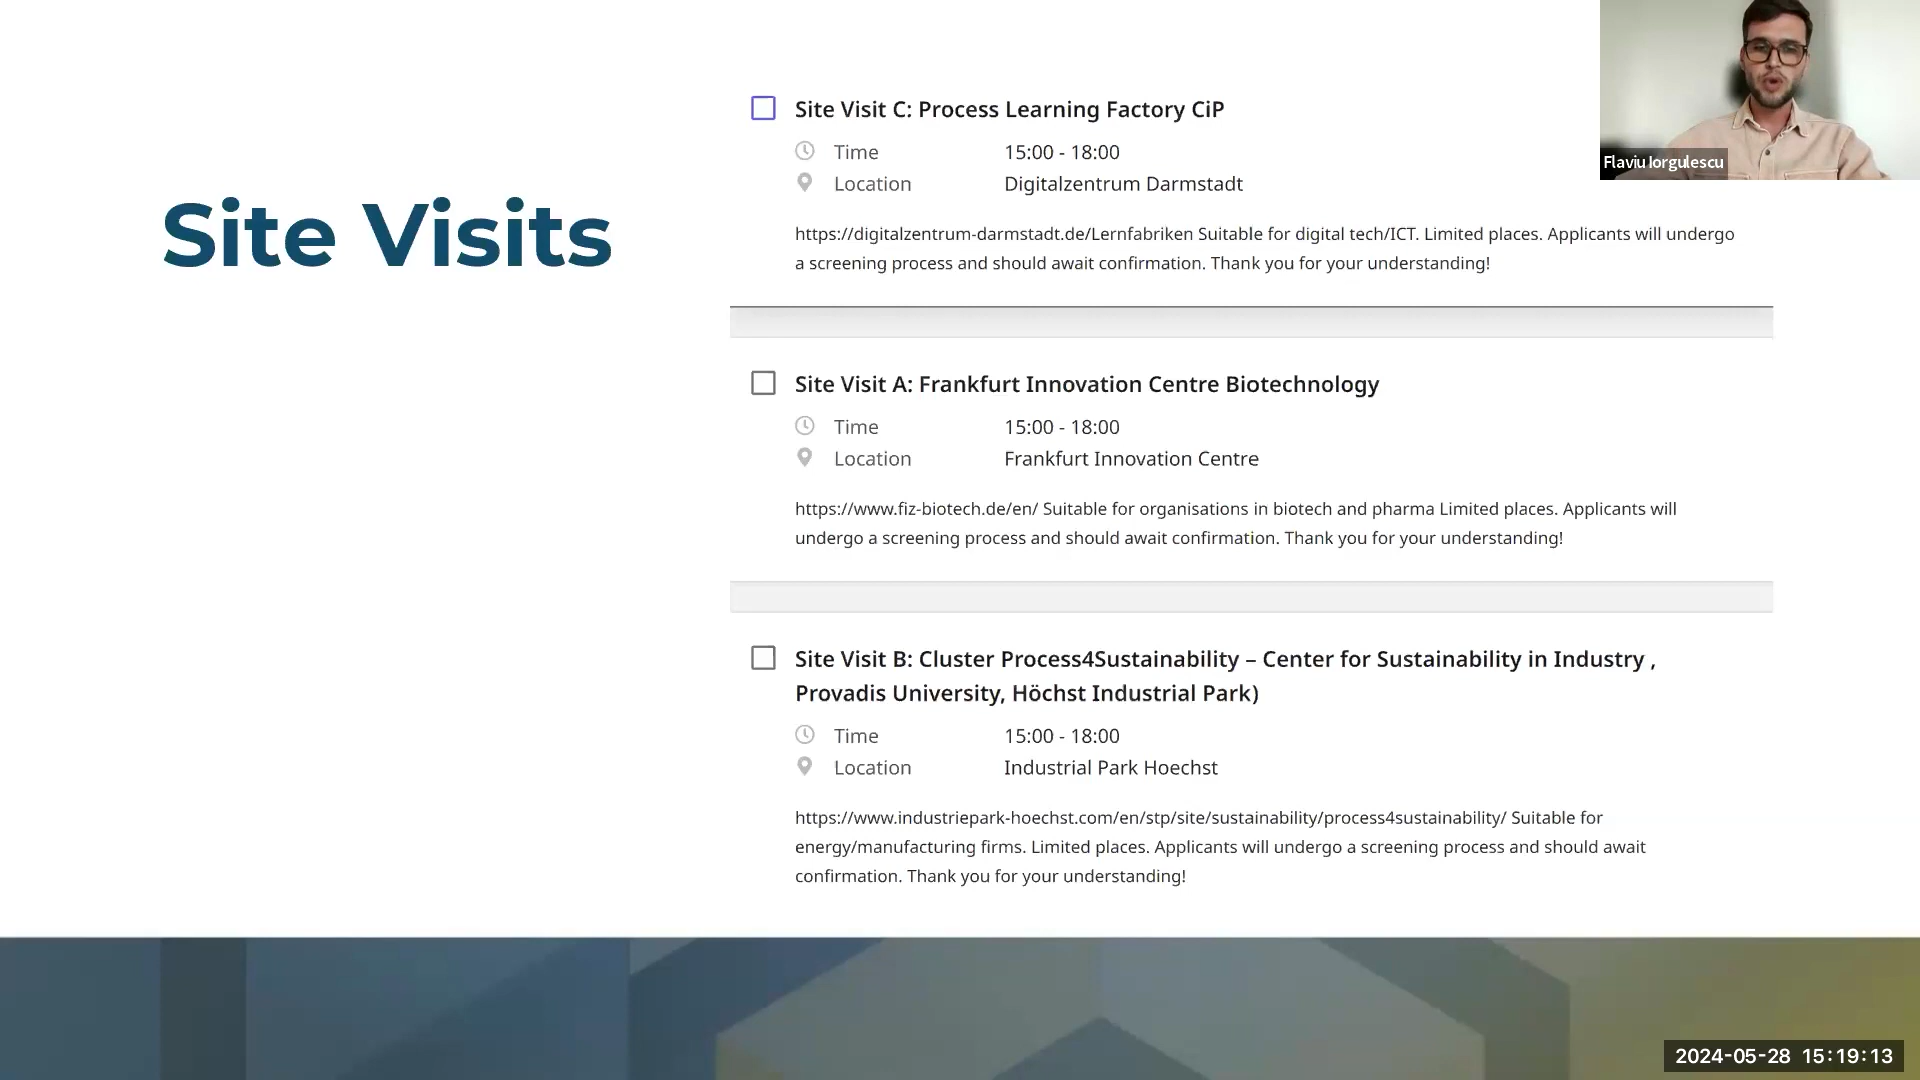 Site Visits
Site Visit C: Process Learning Factory CiP
Time 15:00 - 18:00
Location Digitalzentrum Darmstadt
https://digitalzentrum-darmstadt.de/Lernfabriken Suitable for digital tech/ICT. Limited places. Applicants will undergo
a screening process and should await confirmation. Thank you for your understanding!
Site Visit A: Frankfurt Innovation Centre Biotechnology
Time 15:00 - 18:00
Location Frankfurt Innovation Centre
https://www.fiz-biotech.de/en/ Suitable for organisations in biotech and pharma Limited places. Applicants will
undergo a screening process and should await confirmation. Thank you for your understanding!
Site Visit B: Cluster Process4Sustainability – Center for Sustainability in Industry ,
Provadis University, Höchst Industrial Park)
Time 15:00 - 18:00
Location Industrial Park Hoechst
https://www.industriepark-hoechst.com/en/stp/site/sustainability/process4sustainability/ Suitable for
energy/manufacturing firms. Limited places. Applicants will undergo a screening process and should await
confirmation. Thank you for your understanding!
Flaviu Iorgulescu
2024-05-28 15:19:13